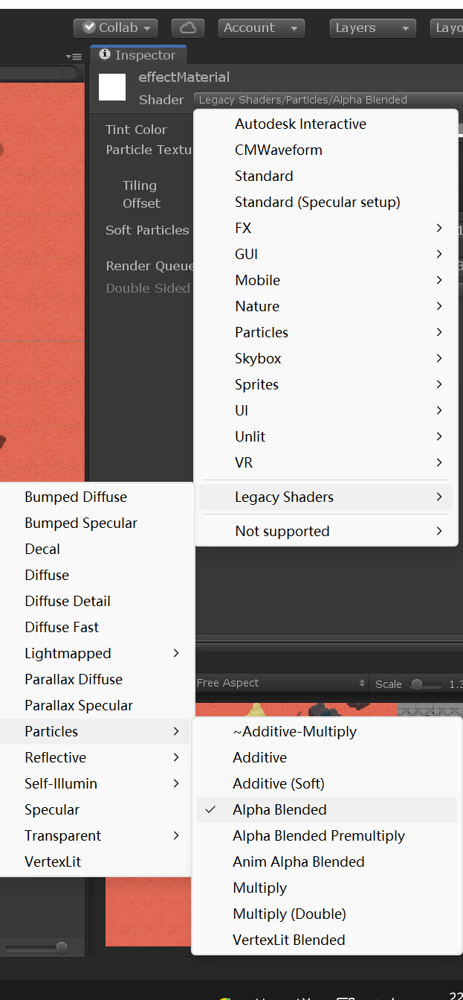 Collab
Account
Layers
Layo
Inspector
effectMaterial
Shader
Legacy Shaders/Particles/Alpha Blended
Tint Color
Particle Textu
Tiling
Offset
Soft Particles
Render Queue
Double Sided
Autodesk Interactive
CMWaveform
Standard
Standard (Specular setup)
FX
GUI
Mobile
Nature
Particles
Skybox
Sprites
UI
Unlit
VR
Legacy Shaders
Not supported
Bumped Diffuse
Bumped Specular
Decal
Diffuse
Diffuse Detail
Diffuse Fast
Lightmapped
Parallax Diffuse
Parallax Specular
Particles
Reflective
Self-Illumin
Specular
Transparent
VertexLit
Free Aspect
Scale
1.3
~Additive-Multiply
Additive
Additive (Soft)
Alpha Blended
Alpha Blended Premultiply
Anim Alpha Blended
Multiply
Multiply (Double)
VertexLit Blended
22